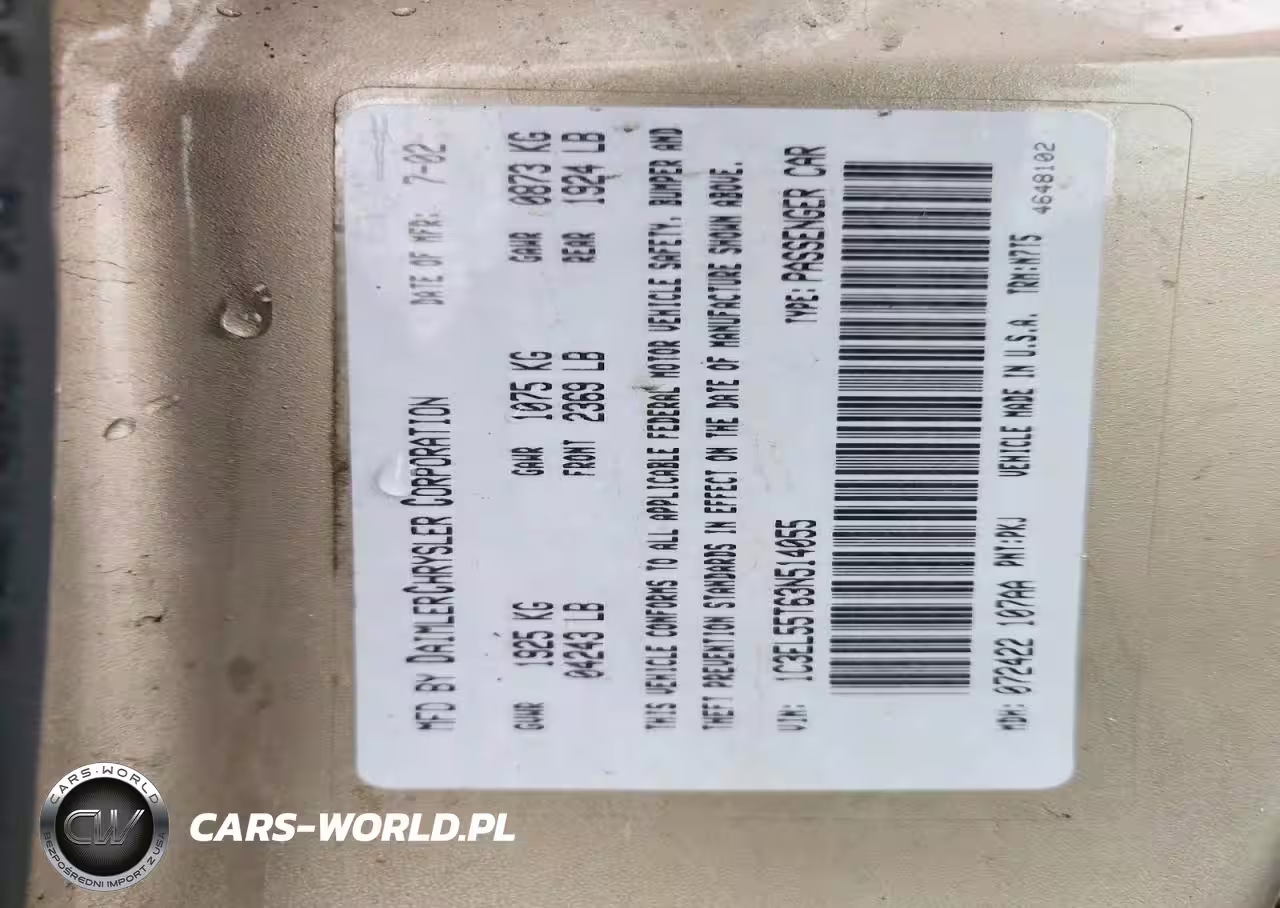 MFD BY DAIMLERCHRYSLER CORPORATION DATE OF MFR: 7-02
GVWR 1925 KG GAWR 1075 KG GAWR 0873 KG
04243 LB FRONT 2369 LB REAR 1924 LB
THIS VEHICLE CONFORMS TO ALL APPLICABLE FEDERAL MOTOR VEHICLE SAFETY, BUMPER AND
THEFT PREVENTION STANDARDS IN EFFECT ON THE DATE OF MANUFACTURE SHOWN ABOVE.
VIN: 1C3EL55T63N514055 TYPE: PASSENGER CAR
MDH: 072422 107AA PNT:PKJ VEHICLE MADE IN U.S.A. TRM:N7T5
4648102
CARS-WORLD
CW
BEZPOŚREDNI IMPORT Z USA
CARS-WORLD.PL